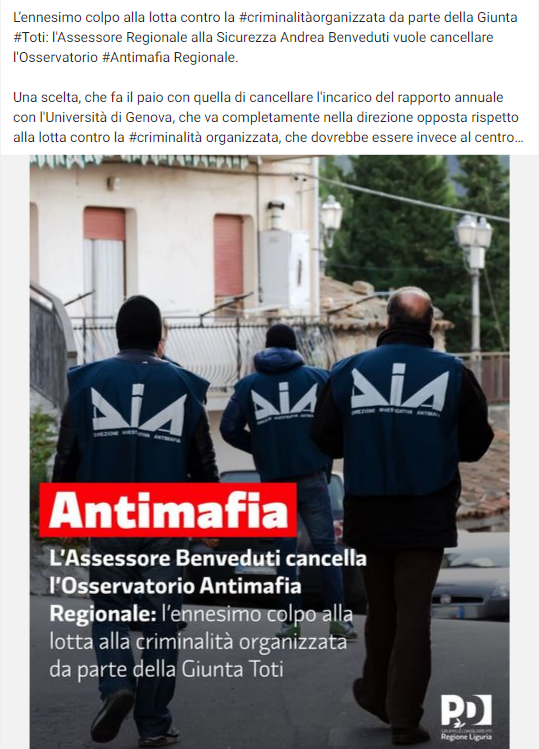 L'ennesimo colpo alla lotta contro la #criminalitàorganizzata da parte della Giunta
#Toti: l'Assessore Regionale alla Sicurezza Andrea Benveduti vuole cancellare
l'Osservatorio #Antimafia Regionale.
Una scelta, che fa il paio con quella di cancellare l'incarico del rapporto annuale
con l'Università di Genova, che va completamente nella direzione opposta rispetto
alla lotta contro la #criminalità organizzata, che dovrebbe essere invece al centro...
DIA
DIREZIONE INVESTIGATIVA ANTIMAFIA
DIA
DIREZIONE INVESTIGATIVA ANTIMAFIA
DIA
DIREZIONE INVESTIGATIVA ANTIMAFIA
Antimafia
L'Assessore Benveduti cancella
l'Osservatorio Antimafia
Regionale: l'ennesimo colpo alla
lotta alla criminalità organizzata
da parte della Giunta Toti
PD
GRUPPO CONSILIARE PD
Regione Liguria